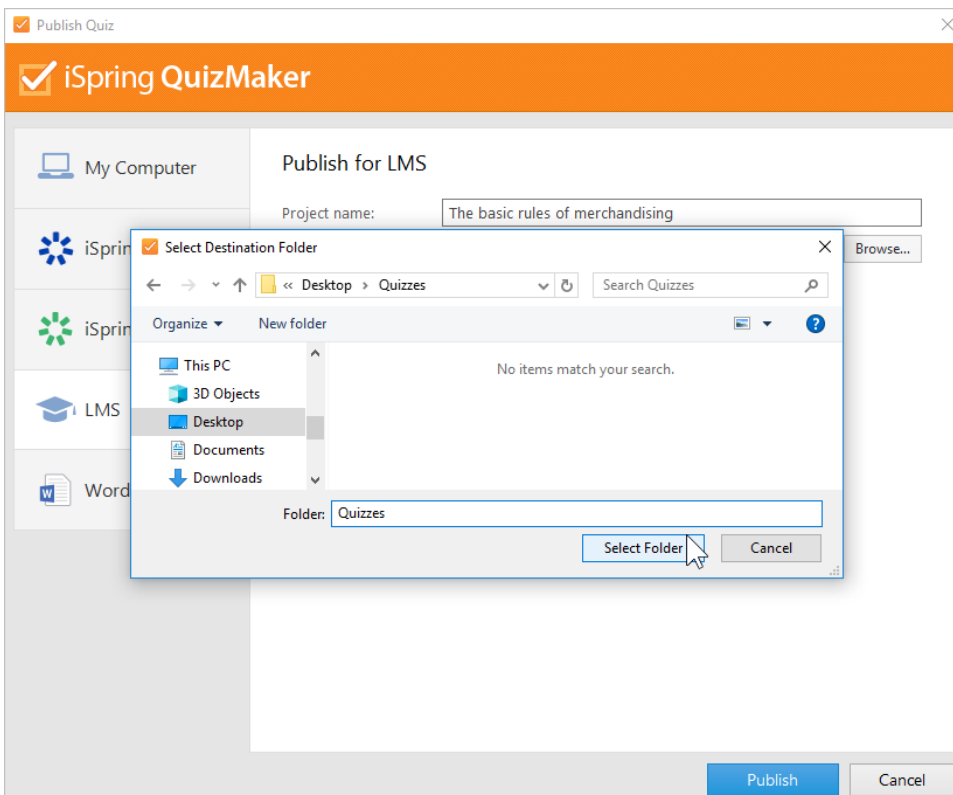 Publish Quiz
iSpring QuizMaker
My Computer
Publish for LMS
Project name: The basic rules of merchandising
Browse...
iSprin
Select Destination Folder
« Desktop › Quizzes
Search Quizzes
Organize
New folder
iSprin
This PC
No items match your search.
3D Objects
LMS
Desktop
Documents
Downloads
Word
Folder: Quizzes
Select Folder
Cancel
Publish
Cancel